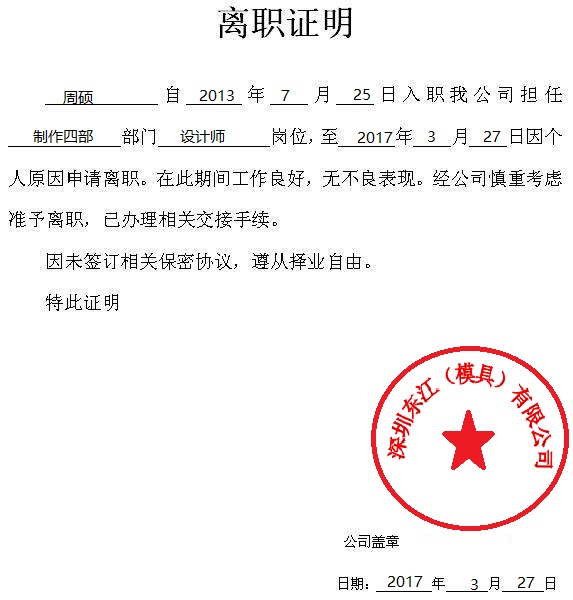 离职证明
周硕 自 2013 年 7 月 25 日入职我公司担任
制作四部 部门 设计师 岗位，至 2017年 3 月 27 日因个
人原因申请离职。在此期间工作良好，无不良表现。经公司慎重考虑
准予离职，已办理相关交接手续。
因未签订相关保密协议，遵从择业自由。
特此证明
深圳东江（模具）有限公司
公司盖章
日期：2017 年 3 月 27 日